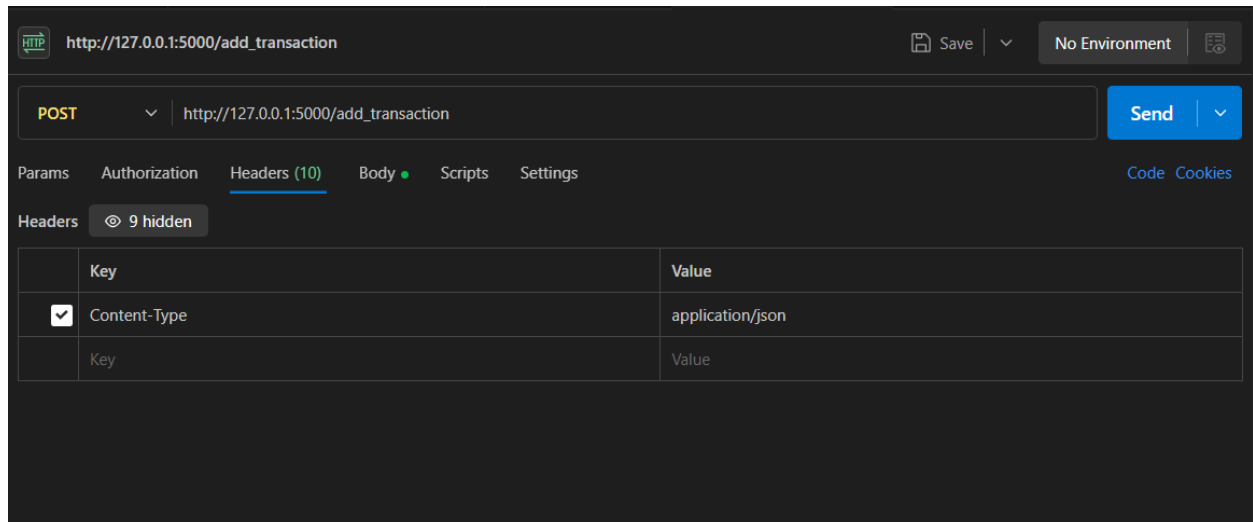 HTTP http://127.0.0.1:5000/add_transaction Save No Environment
POST http://127.0.0.1:5000/add_transaction Send
Params Authorization Headers (10) Body Scripts Settings Code Cookies
Headers 9 hidden
Key Value
Content-Type application/json
Key Value